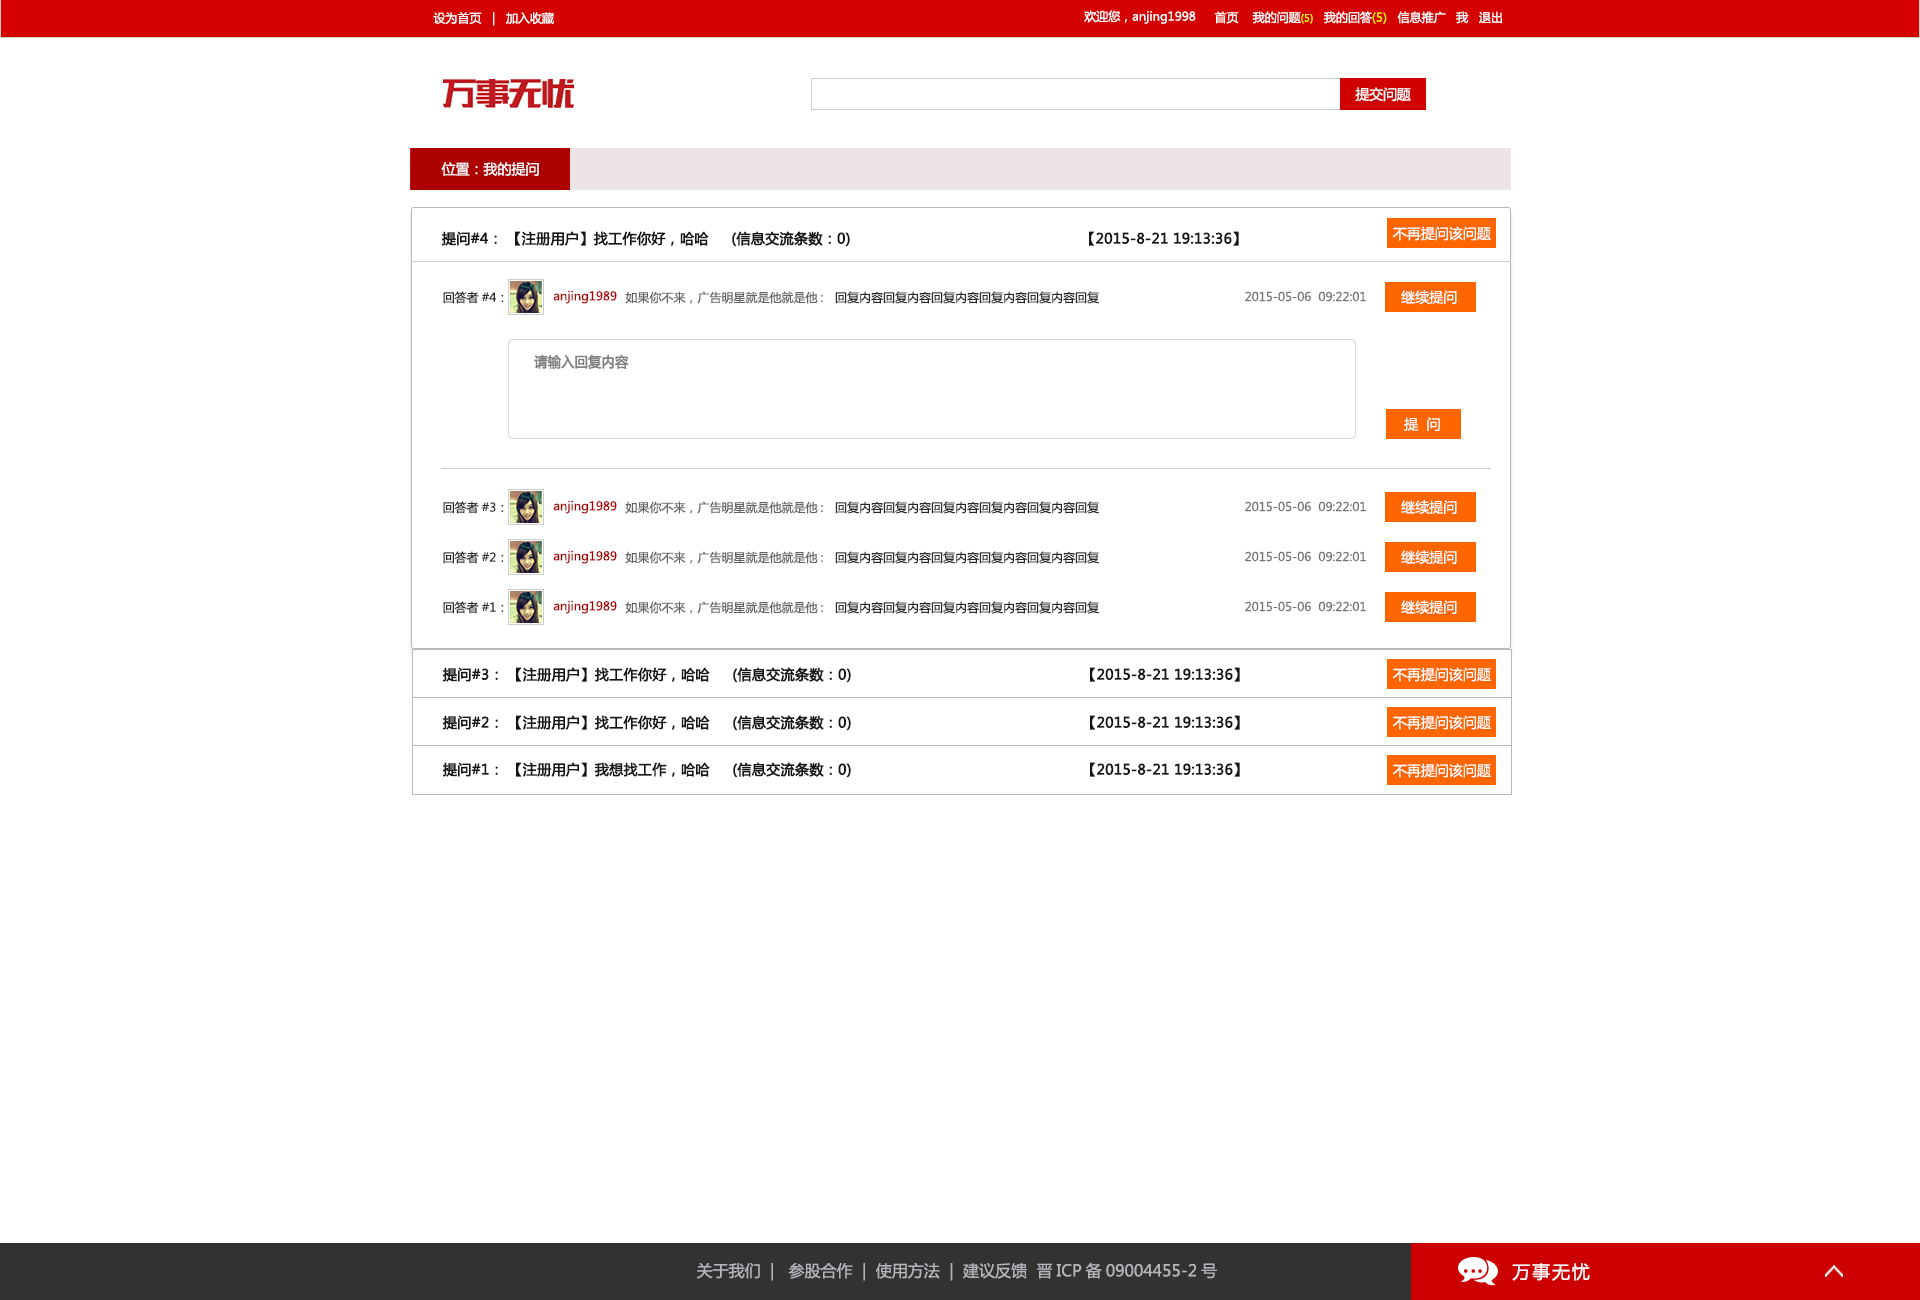 设为首页 | 加入收藏 欢迎您，anjing1998 首页 我的问题(5) 我的回答(5) 信息推广 我 退出
万事无忧 提交问题
位置：我的提问
提问#4：【注册用户】找工作你好，哈哈 (信息交流条数：0) 【2015-8-21 19:13:36】 不再提问该问题
回答者 #4： anjing1989 如果你不来，广告明星就是他就是他： 回复内容回复内容回复内容回复内容回复内容回复 2015-05-06 09:22:01 继续提问
请输入回复内容
提 问
回答者 #3： anjing1989 如果你不来，广告明星就是他就是他： 回复内容回复内容回复内容回复内容回复内容回复 2015-05-06 09:22:01 继续提问
回答者 #2： anjing1989 如果你不来，广告明星就是他就是他： 回复内容回复内容回复内容回复内容回复内容回复 2015-05-06 09:22:01 继续提问
回答者 #1： anjing1989 如果你不来，广告明星就是他就是他： 回复内容回复内容回复内容回复内容回复内容回复 2015-05-06 09:22:01 继续提问
提问#3：【注册用户】找工作你好，哈哈 (信息交流条数：0) 【2015-8-21 19:13:36】 不再提问该问题
提问#2：【注册用户】找工作你好，哈哈 (信息交流条数：0) 【2015-8-21 19:13:36】 不再提问该问题
提问#1：【注册用户】我想找工作，哈哈 (信息交流条数：0) 【2015-8-21 19:13:36】 不再提问该问题
关于我们 | 参股合作 | 使用方法 | 建议反馈 晋 ICP 备 09004455-2 号 万事无忧